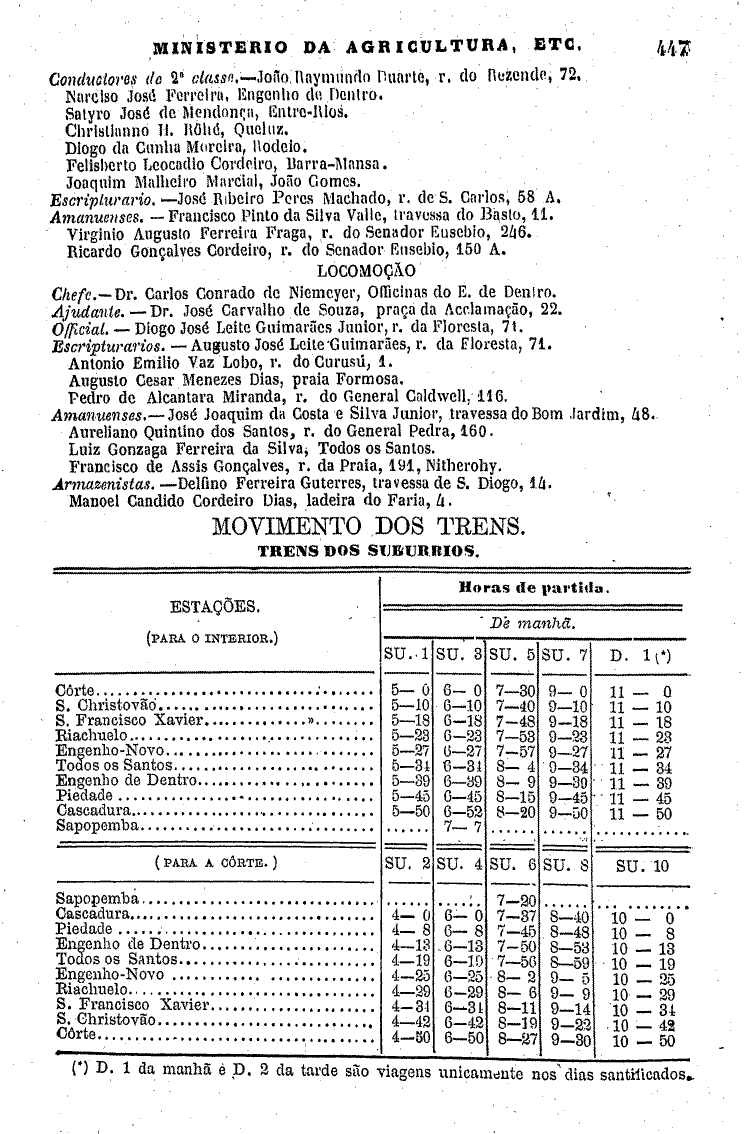 MINISTERIO DA AGRICULTURA, ETC. 447
Conductores de 2ª classe.—João Raymundo Duarte, r. do Rezende, 72.
Narciso José Ferreira, Engenho de Dentro.
Satyro José de Mendonça, Entre-Rios.
Christianno H. Röhé, Queluz.
Diogo da Cunha Moreira, Rodeio.
Felisberto Leocadio Cordeiro, Barra-Mansa.
Joaquim Malheiro Marcial, João Gomes.
Escripturario. —José Ribeiro Peres Machado, r. de S. Carlos, 58 A.
Amanuenses. — Francisco Pinto da Silva Valle, travessa do Basto, 11.
Virginio Augusto Ferreira Fraga, r. do Senador Eusebio, 246.
Ricardo Gonçalves Cordeiro, r. do Senador Eusebio, 150 A.
LOCOMOÇÃO
Chefe.—Dr. Carlos Conrado de Niemeyer, Officinas do E. de Dentro.
Ajudante. — Dr. José Carvalho de Souza, praça da Acclamação, 22.
Official. — Diogo José Leite Guimarães Junior, r. da Floresta, 71.
Escripturarios. — Augusto José Leite Guimarães, r. da Floresta, 71.
Antonio Emilio Vaz Lobo, r. do Curusú, 1.
Augusto Cesar Menezes Dias, praia Formosa.
Pedro de Alcantara Miranda, r. do General Caldwell, 116.
Amanuenses.—José Joaquim da Costa e Silva Junior, travessa do Bom Jardim, 48.
Aureliano Quintino dos Santos, r. do General Pedra, 160.
Luiz Gonzaga Ferreira da Silva, Todos os Santos.
Francisco de Assis Gonçalves, r. da Praia, 191, Nitherohy.
Armazenistas. —Delfino Ferreira Guterres, travessa de S. Diogo, 14.
Manoel Candido Cordeiro Dias, ladeira do Faria, 4.
MOVIMENTO DOS TRENS.
TRENS DOS SUBURBIOS.
ESTAÇÕES. Horas de partida.
(PARA O INTERIOR.) De manhã.
SU. 1 SU. 3 SU. 5 SU. 7 D. 1 (*)
Côrte 5— 0 6— 0 7—30 9— 0 11 — 0
S. Christovão 5—10 6—10 7—40 9—10 11 — 10
S. Francisco Xavier 5—18 6—18 7—48 9—18 11 — 18
Riachuelo 5—23 6—23 7—53 9—23 11 — 23
Engenho-Novo 5—27 6—27 7—57 9—27 11 — 27
Todos os Santos 5—34 6—34 8— 4 9—34 11 — 34
Engenho de Dentro 5—39 6—39 8— 9 9—39 11 — 39
Piedade 5—45 6—45 8—15 9—45 11 — 45
Cascadura 5—50 6—52 8—20 9—50 11 — 50
Sapopemba ...... 7— 7 ...... ...... ......
(PARA A CÔRTE.) SU. 2 SU. 4 SU. 6 SU. 8 SU. 10
Sapopemba ...... ...... 7—20 ...... ......
Cascadura 4— 0 6— 0 7—37 8—40 10 — 0
Piedade 4— 8 6— 8 7—45 8—48 10 — 8
Engenho de Dentro 4—13 6—13 7—50 8—53 10 — 13
Todos os Santos 4—19 6—19 7—56 8—59 10 — 19
Engenho-Novo 4—25 6—25 8— 2 9— 5 10 — 25
Riachuelo 4—29 6—29 8— 6 9— 9 10 — 29
S. Francisco Xavier 4—34 6—34 8—11 9—14 10 — 34
S. Christovão 4—42 6—42 8—19 9—22 10 — 42
Côrte 4—50 6—50 8—27 9—30 10 — 50
(*) D. 1 da manhã e D. 2 da tarde são viagens unicamente nos dias santificados.